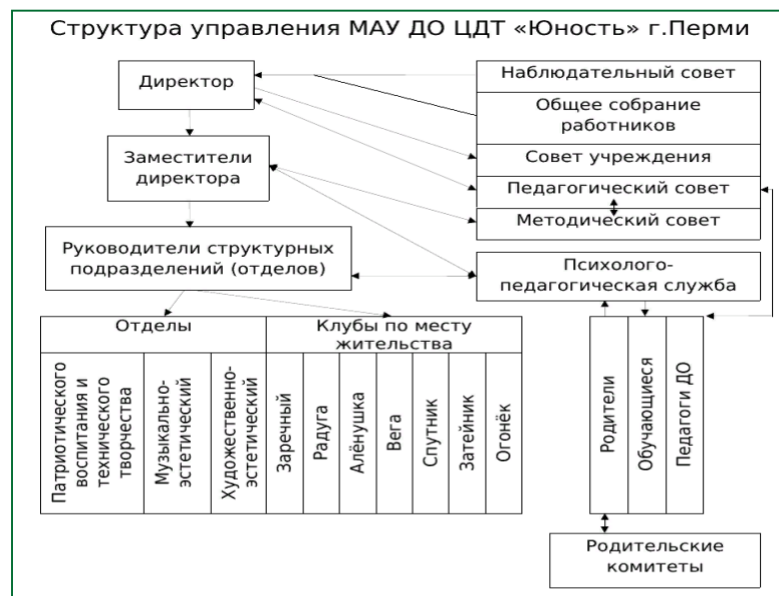 Структура управления МАУ ДО ЦДТ «Юность» г.Перми
Директор
Наблюдательный совет
Общее собрание
работников
Заместители
директора
Совет учреждения
Педагогический совет
Методический совет
Руководители структурных
подразделений (отделов)
Психолого-
педагогическая служба
Отделы
Клубы по месту
жительства
Патриотического
воспитания и
технического
творчества
Музыкально-
эстетический
Художественно-
эстетический
Заречный
Радуга
Алёнушка
Вега
Спутник
Затейник
Огонёк
Родители
Обучающиеся
Педагоги ДО
Родительские
комитеты